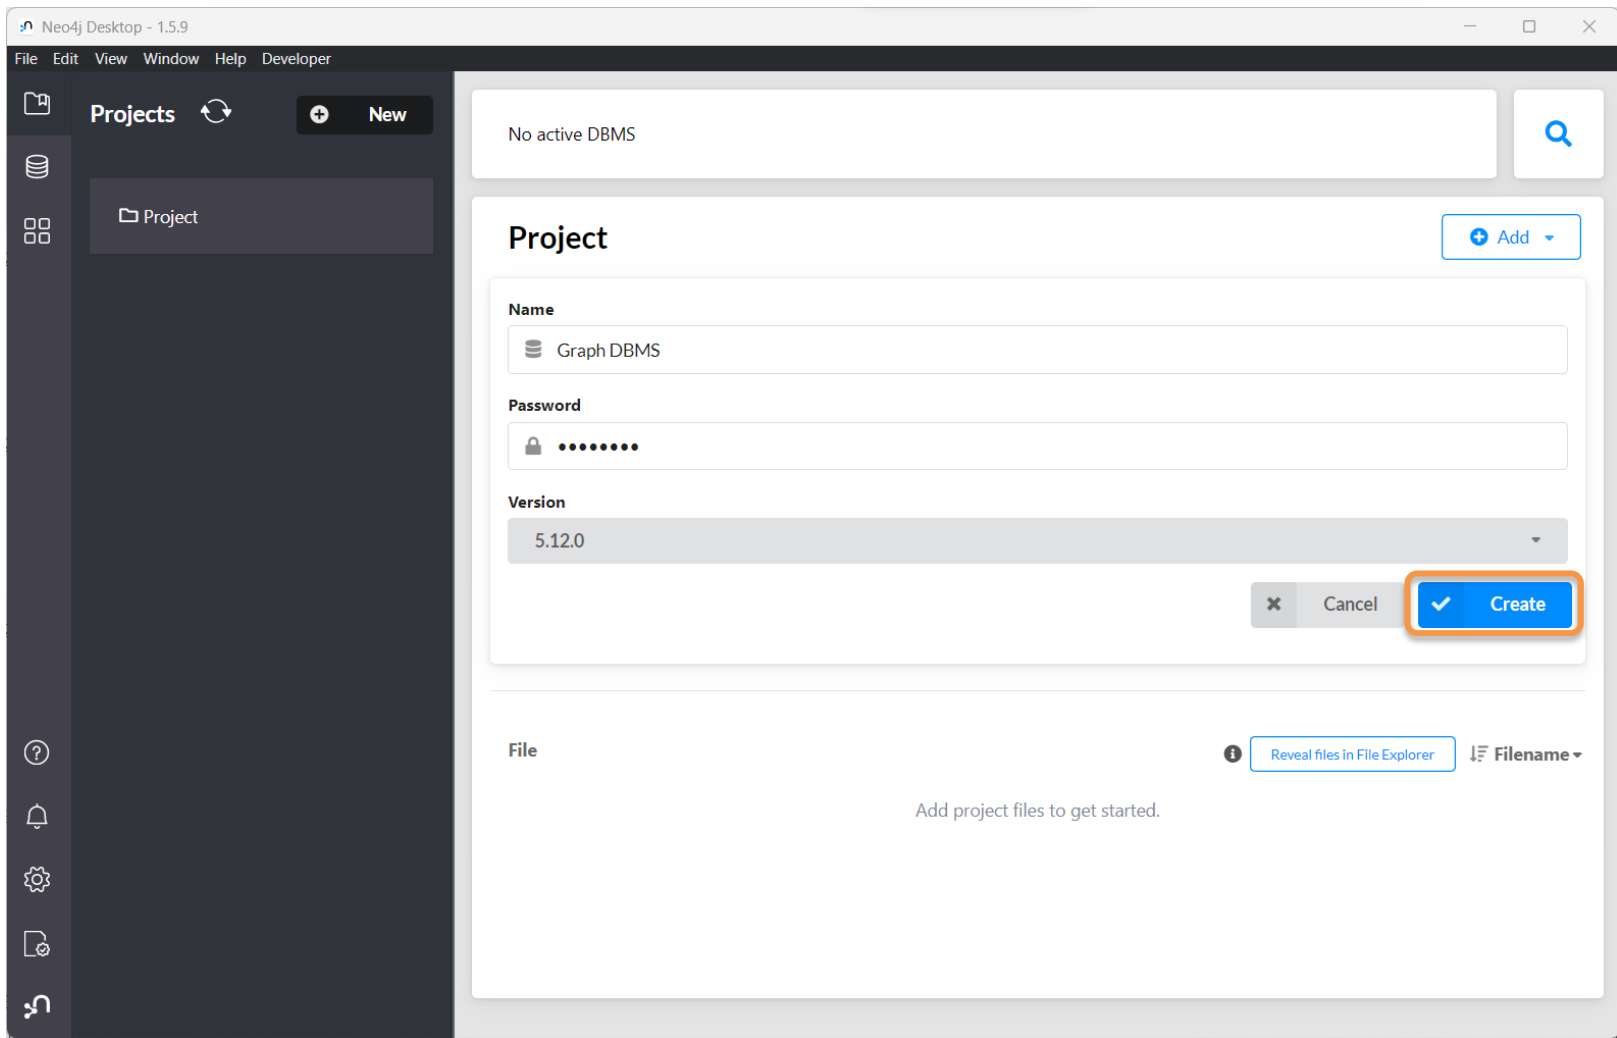 Neo4j Desktop - 1.5.9
File Edit View Window Help Developer
Projects
New
Project
No active DBMS
Project
Add
Name
Graph DBMS
Password
••••••••
Version
5.12.0
Cancel
Create
File
Reveal files in File Explorer
Filename
Add project files to get started.